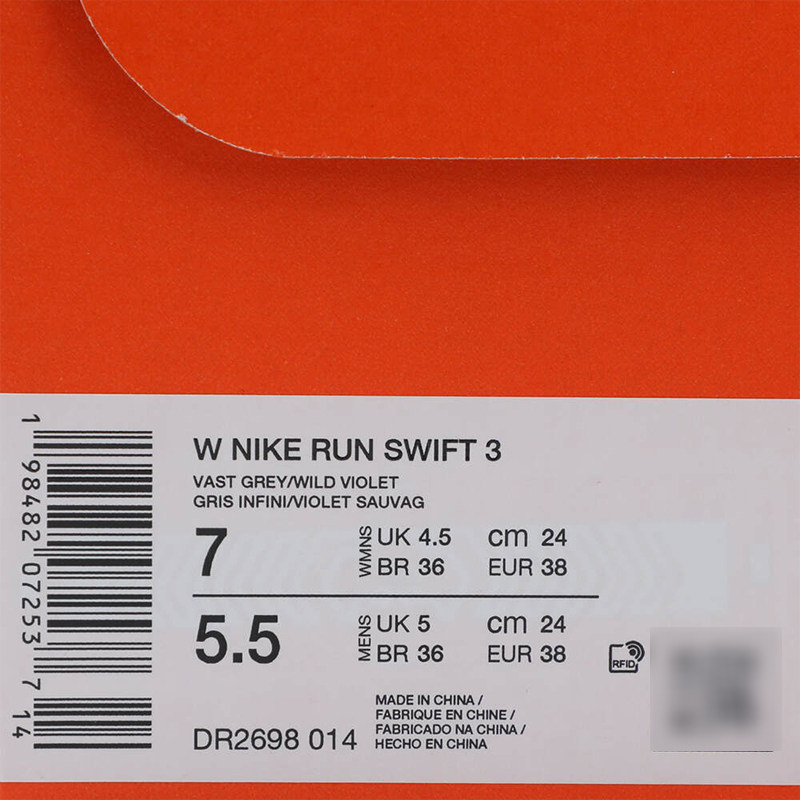 W NIKE RUN SWIFT 3
VAST GREY/WILD VIOLET
GRIS INFINI/VIOLET SAUVAG
7 WMNS UK 4.5 cm 24
BR 36 EUR 38
5.5 MENS UK 5 cm 24
BR 36 EUR 38
RFID
DR2698 014
MADE IN CHINA /
FABRIQUE EN CHINE /
FABRICADO NA CHINA /
HECHO EN CHINA
1 98482 07253 7 14